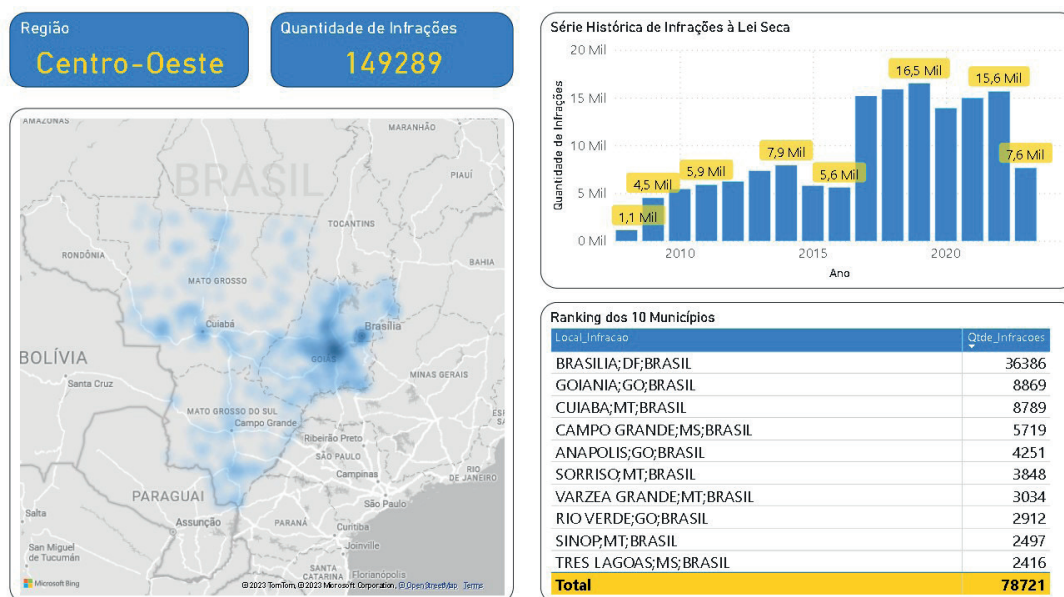 Região
Centro-Oeste
Quantidade de Infrações
149289
AMAZONAS
MARANHÃO
BRASIL
PIAUÍ
TOCANTINS
RONDÔNIA
BAHIA
MATO GROSSO
Cuiabá
Brasília
GOIÁS
BOLÍVIA
MINAS GERAIS
Santa Cruz
MATO GROSSO DO SUL
Campo Grande
Ribeirão Preto
SÃO PAULO
RIO
DE JANEIRO
Campinas
PARAGUAI
São Paulo
Salta
Assunção
PARANÁ
Curitiba
San Miguel
de Tucumán
Joinville
SANTA
CATARINA
Florianópolis
Microsoft Bing
© 2023 TomTom, © 2023 Microsoft Corporation, © OpenStreetMap Terms
Série Histórica de Infrações à Lei Seca
Quantidade de Infrações
20 Mil
15 Mil
10 Mil
5 Mil
0 Mil
1,1 Mil
4,5 Mil
5,9 Mil
7,9 Mil
5,6 Mil
16,5 Mil
15,6 Mil
7,6 Mil
2010
2015
2020
Ano
Ranking dos 10 Municípios
Local_Infracao Qtde_Infracoes
BRASILIA;DF;BRASIL 36386
GOIANIA;GO;BRASIL 8869
CUIABA;MT;BRASIL 8789
CAMPO GRANDE;MS;BRASIL 5719
ANAPOLIS;GO;BRASIL 4251
SORRISO;MT;BRASIL 3848
VARZEA GRANDE;MT;BRASIL 3034
RIO VERDE;GO;BRASIL 2912
SINOP;MT;BRASIL 2497
TRES LAGOAS;MS;BRASIL 2416
Total 78721